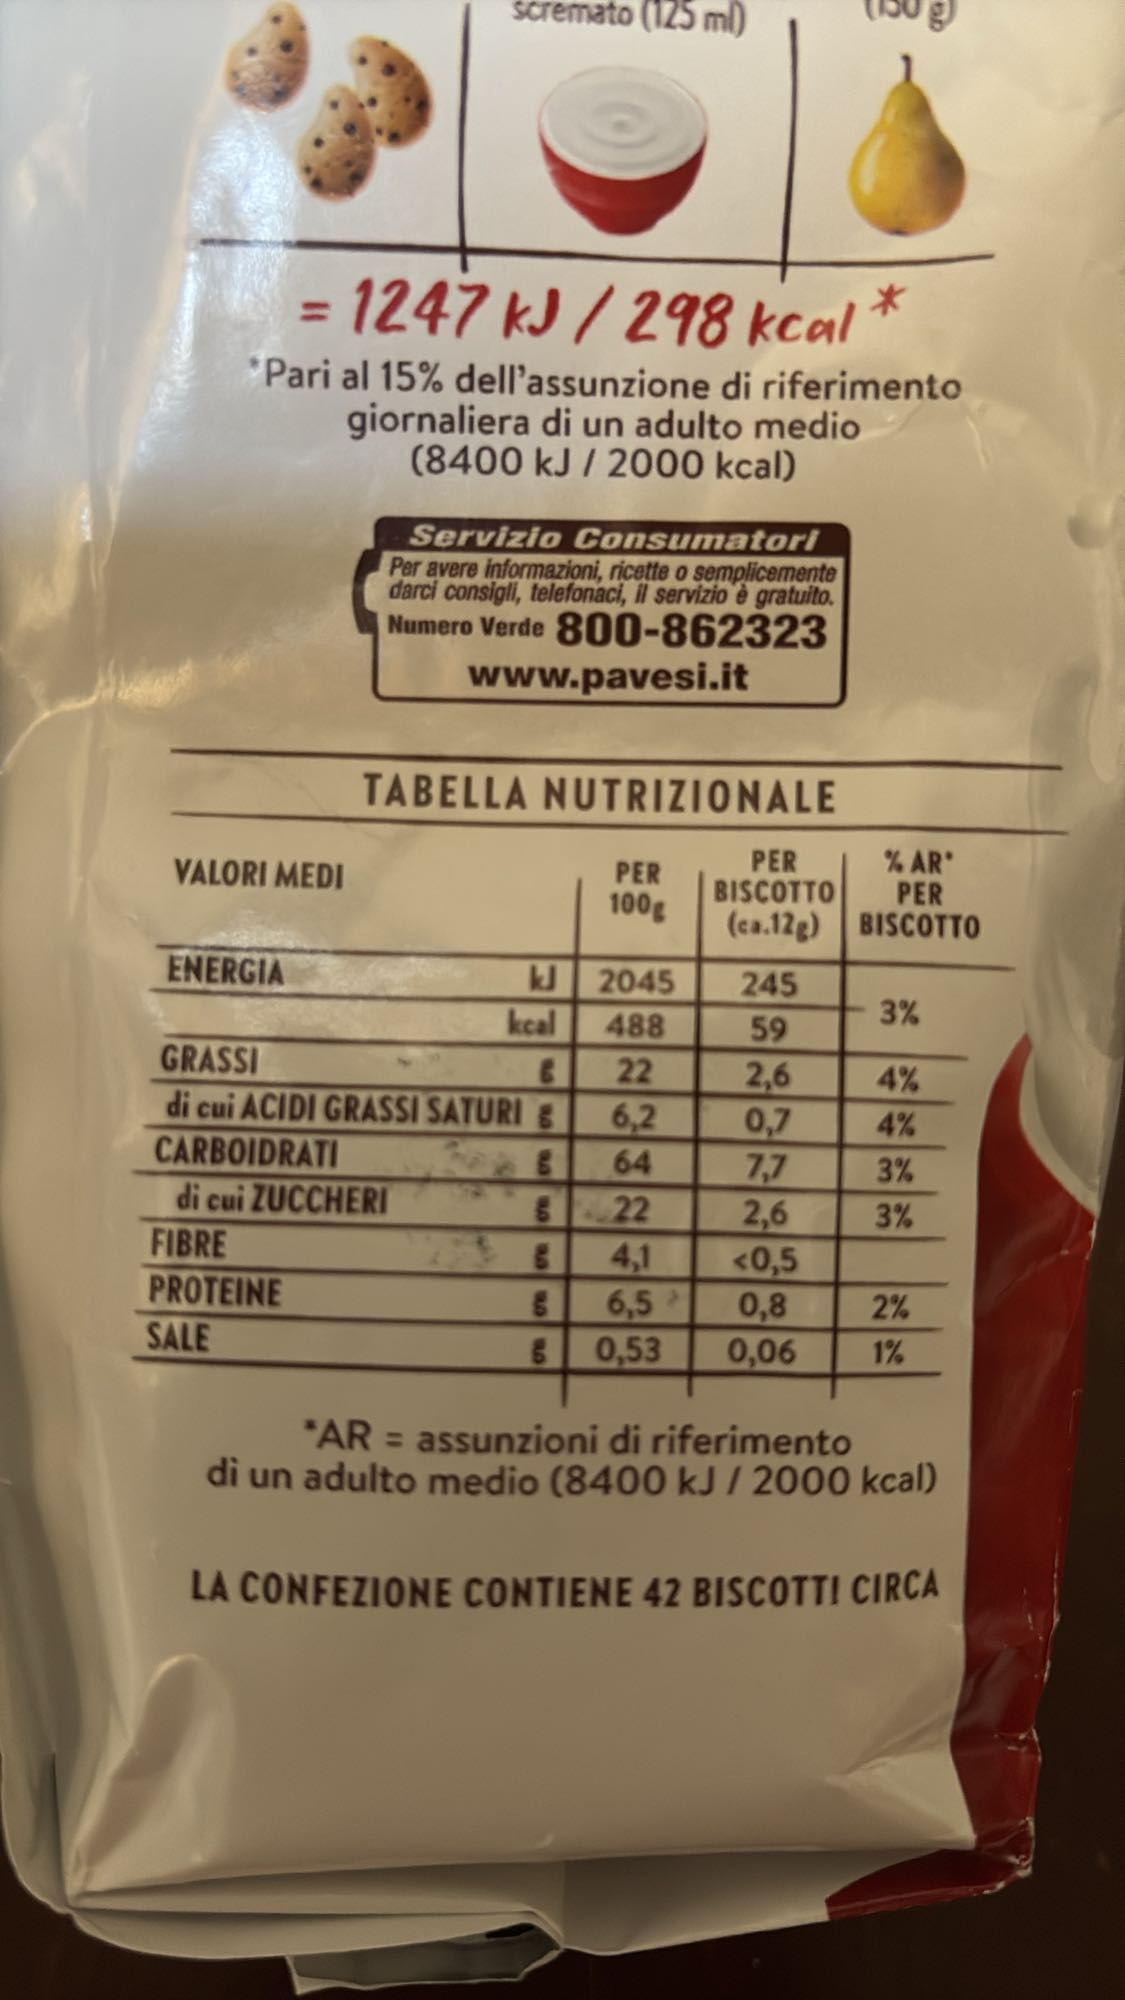 scremato (125 ml)
(150 g)
= 1247 kJ / 298 kcal*
*Pari al 15% dell'assunzione di riferimento
giornaliera di un adulto medio
(8400 kJ / 2000 kcal)
Servizio Consumatori
Per avere informazioni, ricette o semplicemente
darci consigli, telefonaci, il servizio è gratuito.
Numero Verde 800-862323
www.pavesi.it
TABELLA NUTRIZIONALE
VALORI MEDI PER 100g PER BISCOTTO (ca.12g) % AR* PER BISCOTTO
ENERGIA kJ 2045 245 3%
kcal 488 59
GRASSI g 22 2,6 4%
di cui ACIDI GRASSI SATURI g 6,2 0,7 4%
CARBOIDRATI g 64 7,7 3%
di cui ZUCCHERI g 22 2,6 3%
FIBRE g 4,1 <0,5
PROTEINE g 6,5 0,8 2%
SALE g 0,53 0,06 1%
*AR = assunzioni di riferimento
di un adulto medio (8400 kJ / 2000 kcal)
LA CONFEZIONE CONTIENE 42 BISCOTTI CIRCA